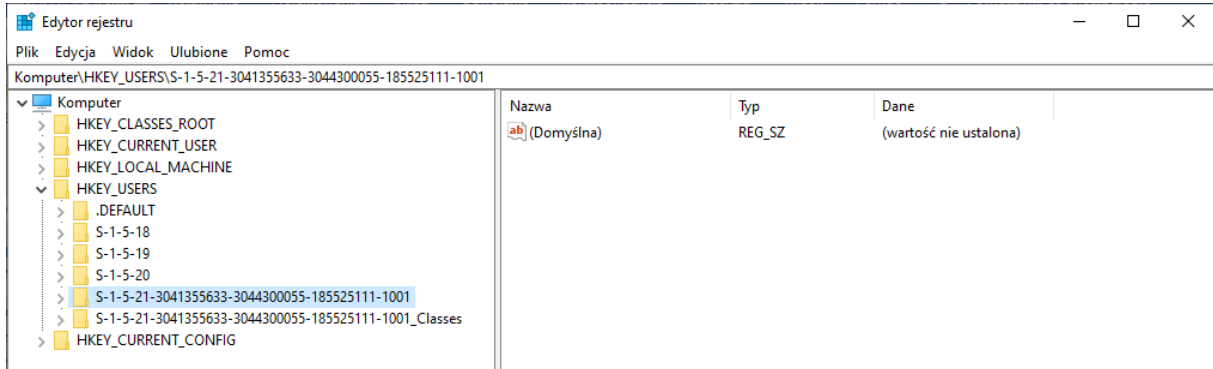 Edytor rejestru
Plik Edycja Widok Ulubione Pomoc
Komputer\HKEY_USERS\S-1-5-21-3041355633-3044300055-185525111-1001
Komputer
HKEY_CLASSES_ROOT
HKEY_CURRENT_USER
HKEY_LOCAL_MACHINE
HKEY_USERS
.DEFAULT
S-1-5-18
S-1-5-19
S-1-5-20
S-1-5-21-3041355633-3044300055-185525111-1001
S-1-5-21-3041355633-3044300055-185525111-1001_Classes
HKEY_CURRENT_CONFIG
Nazwa Typ Dane
ab (Domyślna) REG_SZ (wartość nie ustalona)